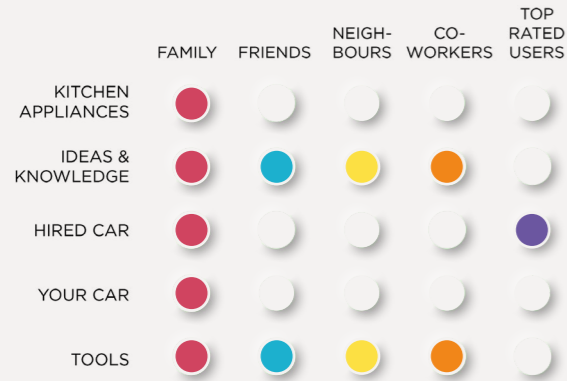 TOP
RATED
USERS
NEIGH-
BOURS
CO-
WORKERS
FAMILY
FRIENDS
KITCHEN
APPLIANCES
IDEAS &
KNOWLEDGE
HIRED CAR
YOUR CAR
TOOLS